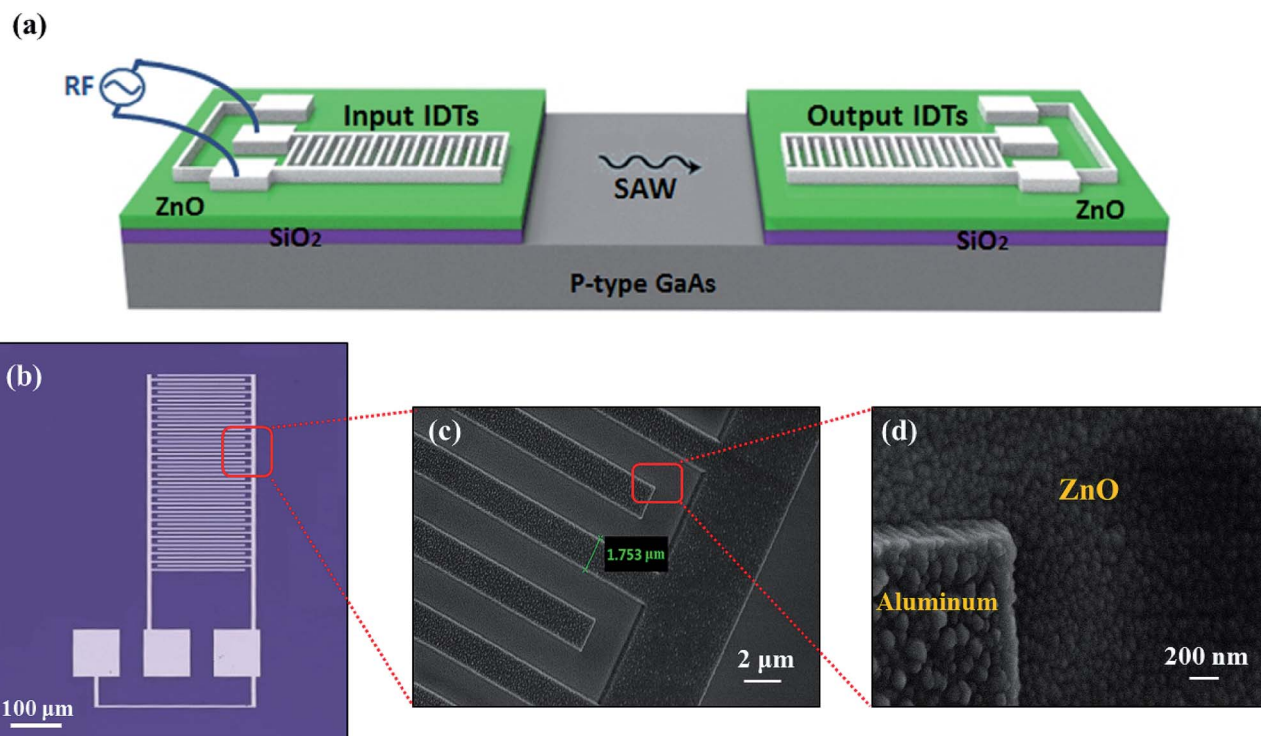 (a)
RF
Input IDTs
Output IDTs
SAW
ZnO
ZnO
SiO₂
SiO₂
P-type GaAs
(b)
100 µm
(c)
1.753 µm
2 µm
(d)
ZnO
Aluminum
200 nm